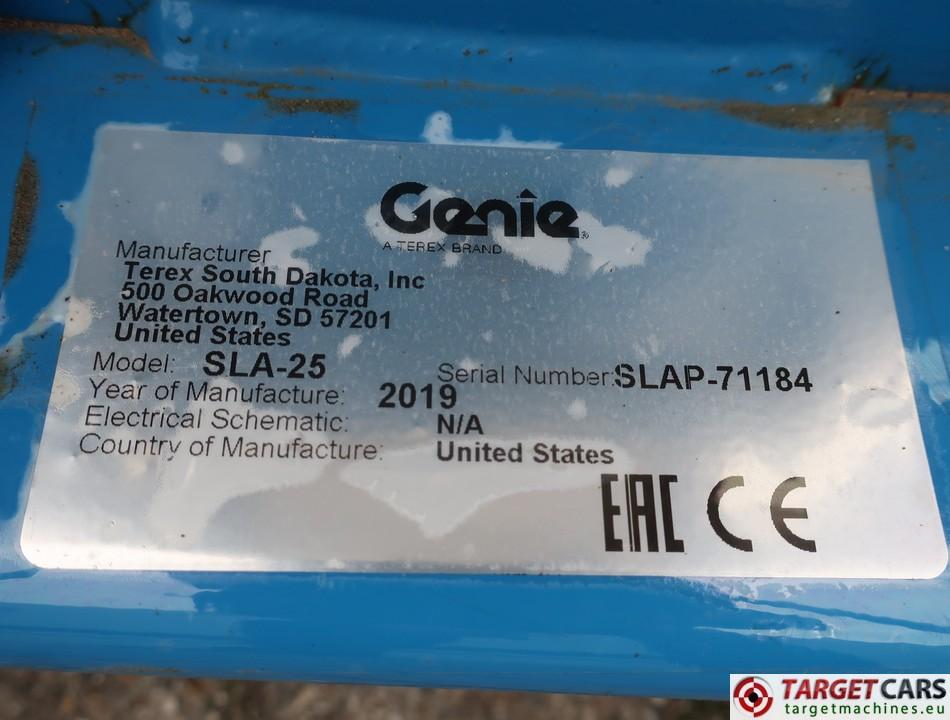 Genie®
A TEREX BRAND
Manufacturer
Terex South Dakota, Inc
500 Oakwood Road
Watertown, SD 57201
United States
Model: SLA-25 Serial Number: SLAP-71184
Year of Manufacture: 2019
Electrical Schematic: N/A
Country of Manufacture: United States
EAC CE
TARGETCARS
targetmachines.eu